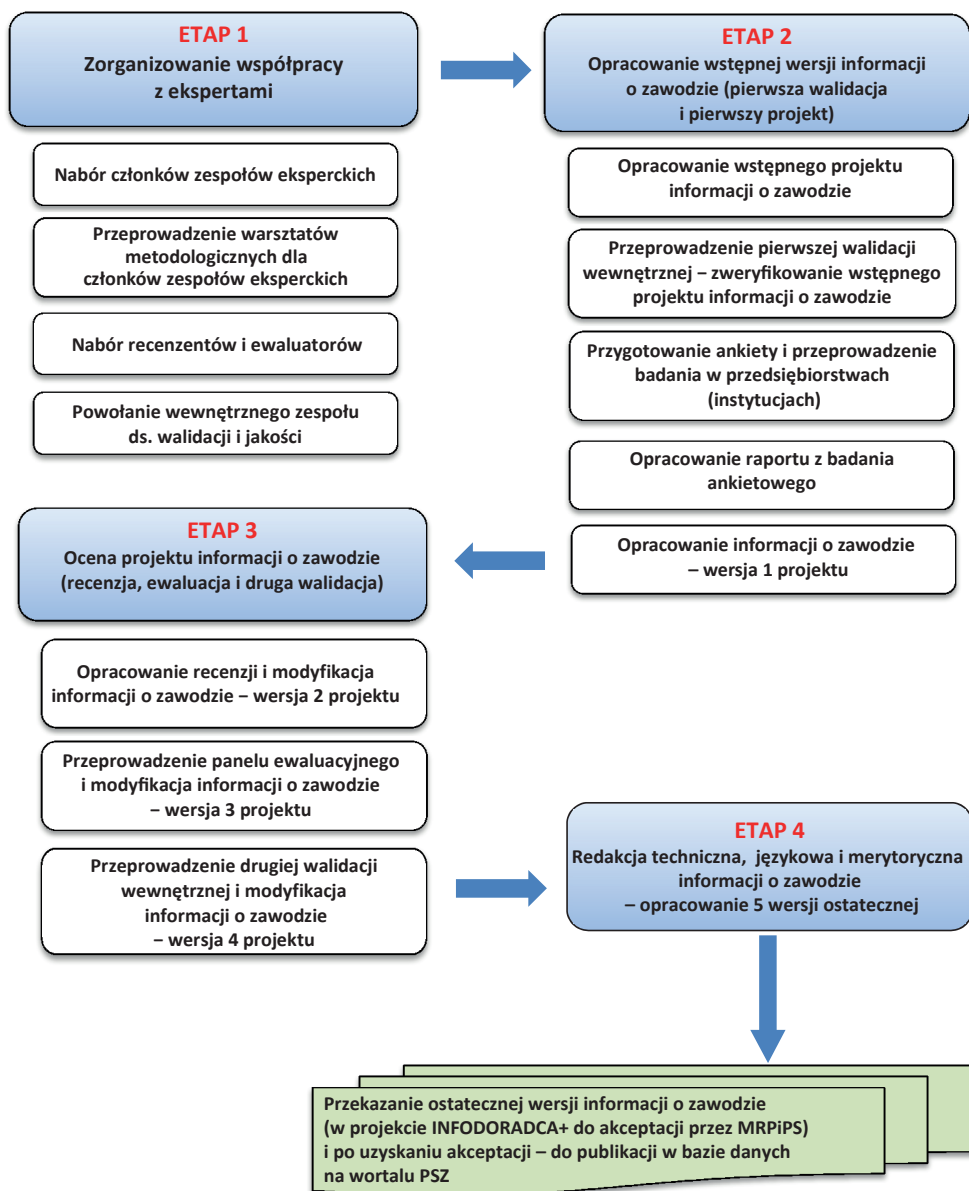 ETAP 1
Zorganizowanie współpracy
z ekspertami
Nabór członków zespołów eksperckich
Przeprowadzenie warsztatów
metodologicznych dla
członków zespołów eksperckich
Nabór recenzentów i ewaluatorów
Powołanie wewnętrznego zespołu
ds. walidacji i jakości
ETAP 2
Opracowanie wstępnej wersji informacji
o zawodzie (pierwsza walidacja
i pierwszy projekt)
Opracowanie wstępnego projektu
informacji o zawodzie
Przeprowadzenie pierwszej walidacji
wewnętrznej – zweryfikowanie wstępnego
projektu informacji o zawodzie
Przygotowanie ankiety i przeprowadzenie
badania w przedsiębiorstwach
(instytucjach)
Opracowanie raportu z badania
ankietowego
Opracowanie informacji o zawodzie
– wersja 1 projektu
ETAP 3
Ocena projektu informacji o zawodzie
(recenzja, ewaluacja i druga walidacja)
Opracowanie recenzji i modyfikacja
informacji o zawodzie – wersja 2 projektu
Przeprowadzenie panelu ewaluacyjnego
i modyfikacja informacji o zawodzie
– wersja 3 projektu
Przeprowadzenie drugiej walidacji
wewnętrznej i modyfikacja
informacji o zawodzie
– wersja 4 projektu
ETAP 4
Redakcja techniczna, językowa i merytoryczna
informacji o zawodzie
– opracowanie 5 wersji ostatecznej
Przekazanie ostatecznej wersji informacji o zawodzie
(w projekcie INFODORADCA+ do akceptacji przez MRPiPS)
i po uzyskaniu akceptacji – do publikacji w bazie danych
na wortalu PSZ